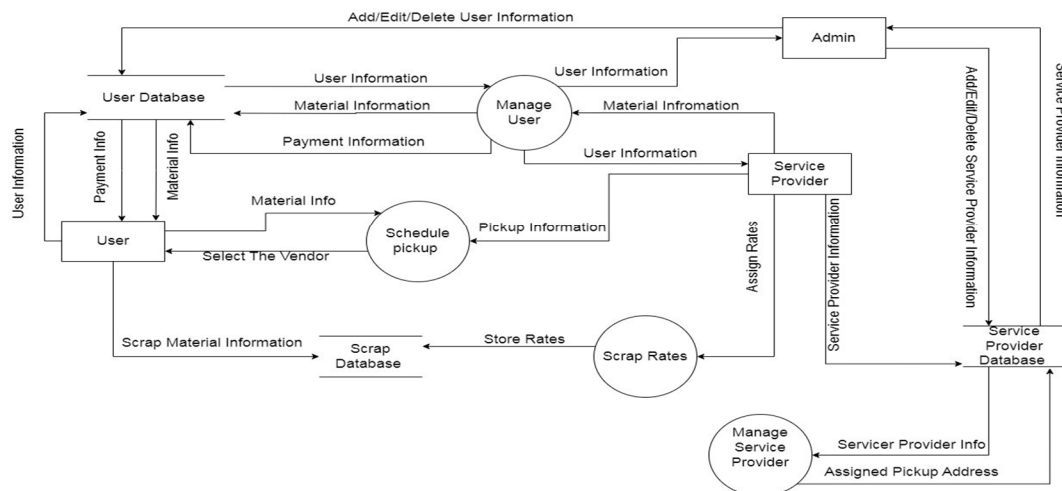 Add/Edit/Delete User Information
Admin
User Information
User Information
User Database
Material Information
Manage
User
Material Infromation
Payment Information
User Information
Service
Provider
User Information
Payment Info
Material Info
Add/Edit/Delete Service Provider Information
Service Provider Information
Material Info
User
Schedule
pickup
Pickup Information
Select The Vendor
Assign Rates
Service Provider Information
Scrap Material Information
Scrap
Database
Store Rates
Scrap Rates
Service
Provider
Database
Manage
Service
Provider
Servicer Provider Info
Assigned Pickup Address